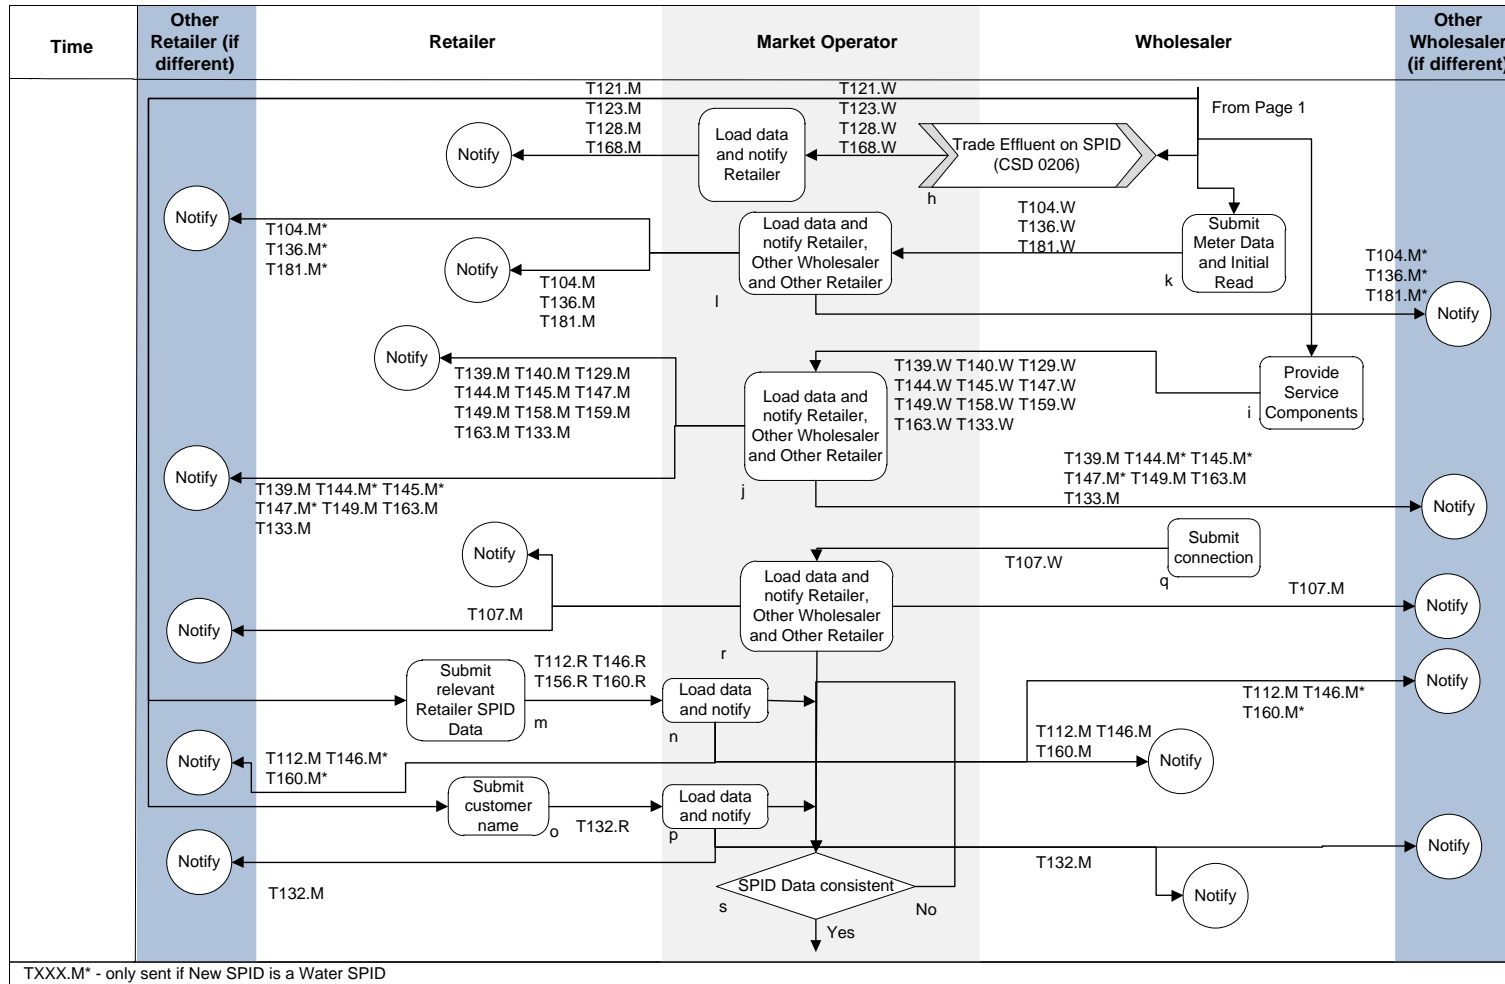 Time
Other
Retailer (if
different)
Retailer
Market Operator
Wholesaler
Other
Wholesaler
(if different)
T121.M
T123.M
T128.M
T168.M
T121.W
T123.W
T128.W
T168.W
From Page 1
Notify
Load data
and notify
Retailer
Trade Effluent on SPID
(CSD 0206)
h
Notify
T104.M*
T136.M*
T181.M*
Notify
T104.M
T136.M
T181.M
Load data and
notify Retailer,
Other Wholesaler
and Other Retailer
l
T104.W
T136.W
T181.W
Submit
Meter Data
and Initial
Read
k
T104.M*
T136.M*
T181.M*
Notify
Notify
T139.M T140.M T129.M
T144.M T145.M T147.M
T149.M T158.M T159.M
T163.M T133.M
Load data and
notify Retailer,
Other Wholesaler
and Other Retailer
j
T139.W T140.W T129.W
T144.W T145.W T147.W
T149.W T158.W T159.W
T163.W T133.W
Provide
Service
Components
i
Notify
T139.M T144.M* T145.M*
T147.M* T149.M T163.M
T133.M
T139.M T144.M* T145.M*
T147.M* T149.M T163.M
T133.M
Notify
Notify
T107.W
Submit
connection
q
Load data and
notify Retailer,
Other Wholesaler
and Other Retailer
r
T107.M
Notify
Notify
T107.M
Submit
relevant
Retailer SPID
Data
m
T112.R T146.R
T156.R T160.R
Load data
and notify
n
T112.M T146.M*
T160.M*
Notify
Notify
T112.M T146.M*
T160.M*
T112.M T146.M
T160.M
Notify
Submit
customer
name
o
T132.R
Load data
and notify
p
Notify
T132.M
T132.M
Notify
Notify
SPID Data consistent
s
No
Yes
TXXX.M* - only sent if New SPID is a Water SPID